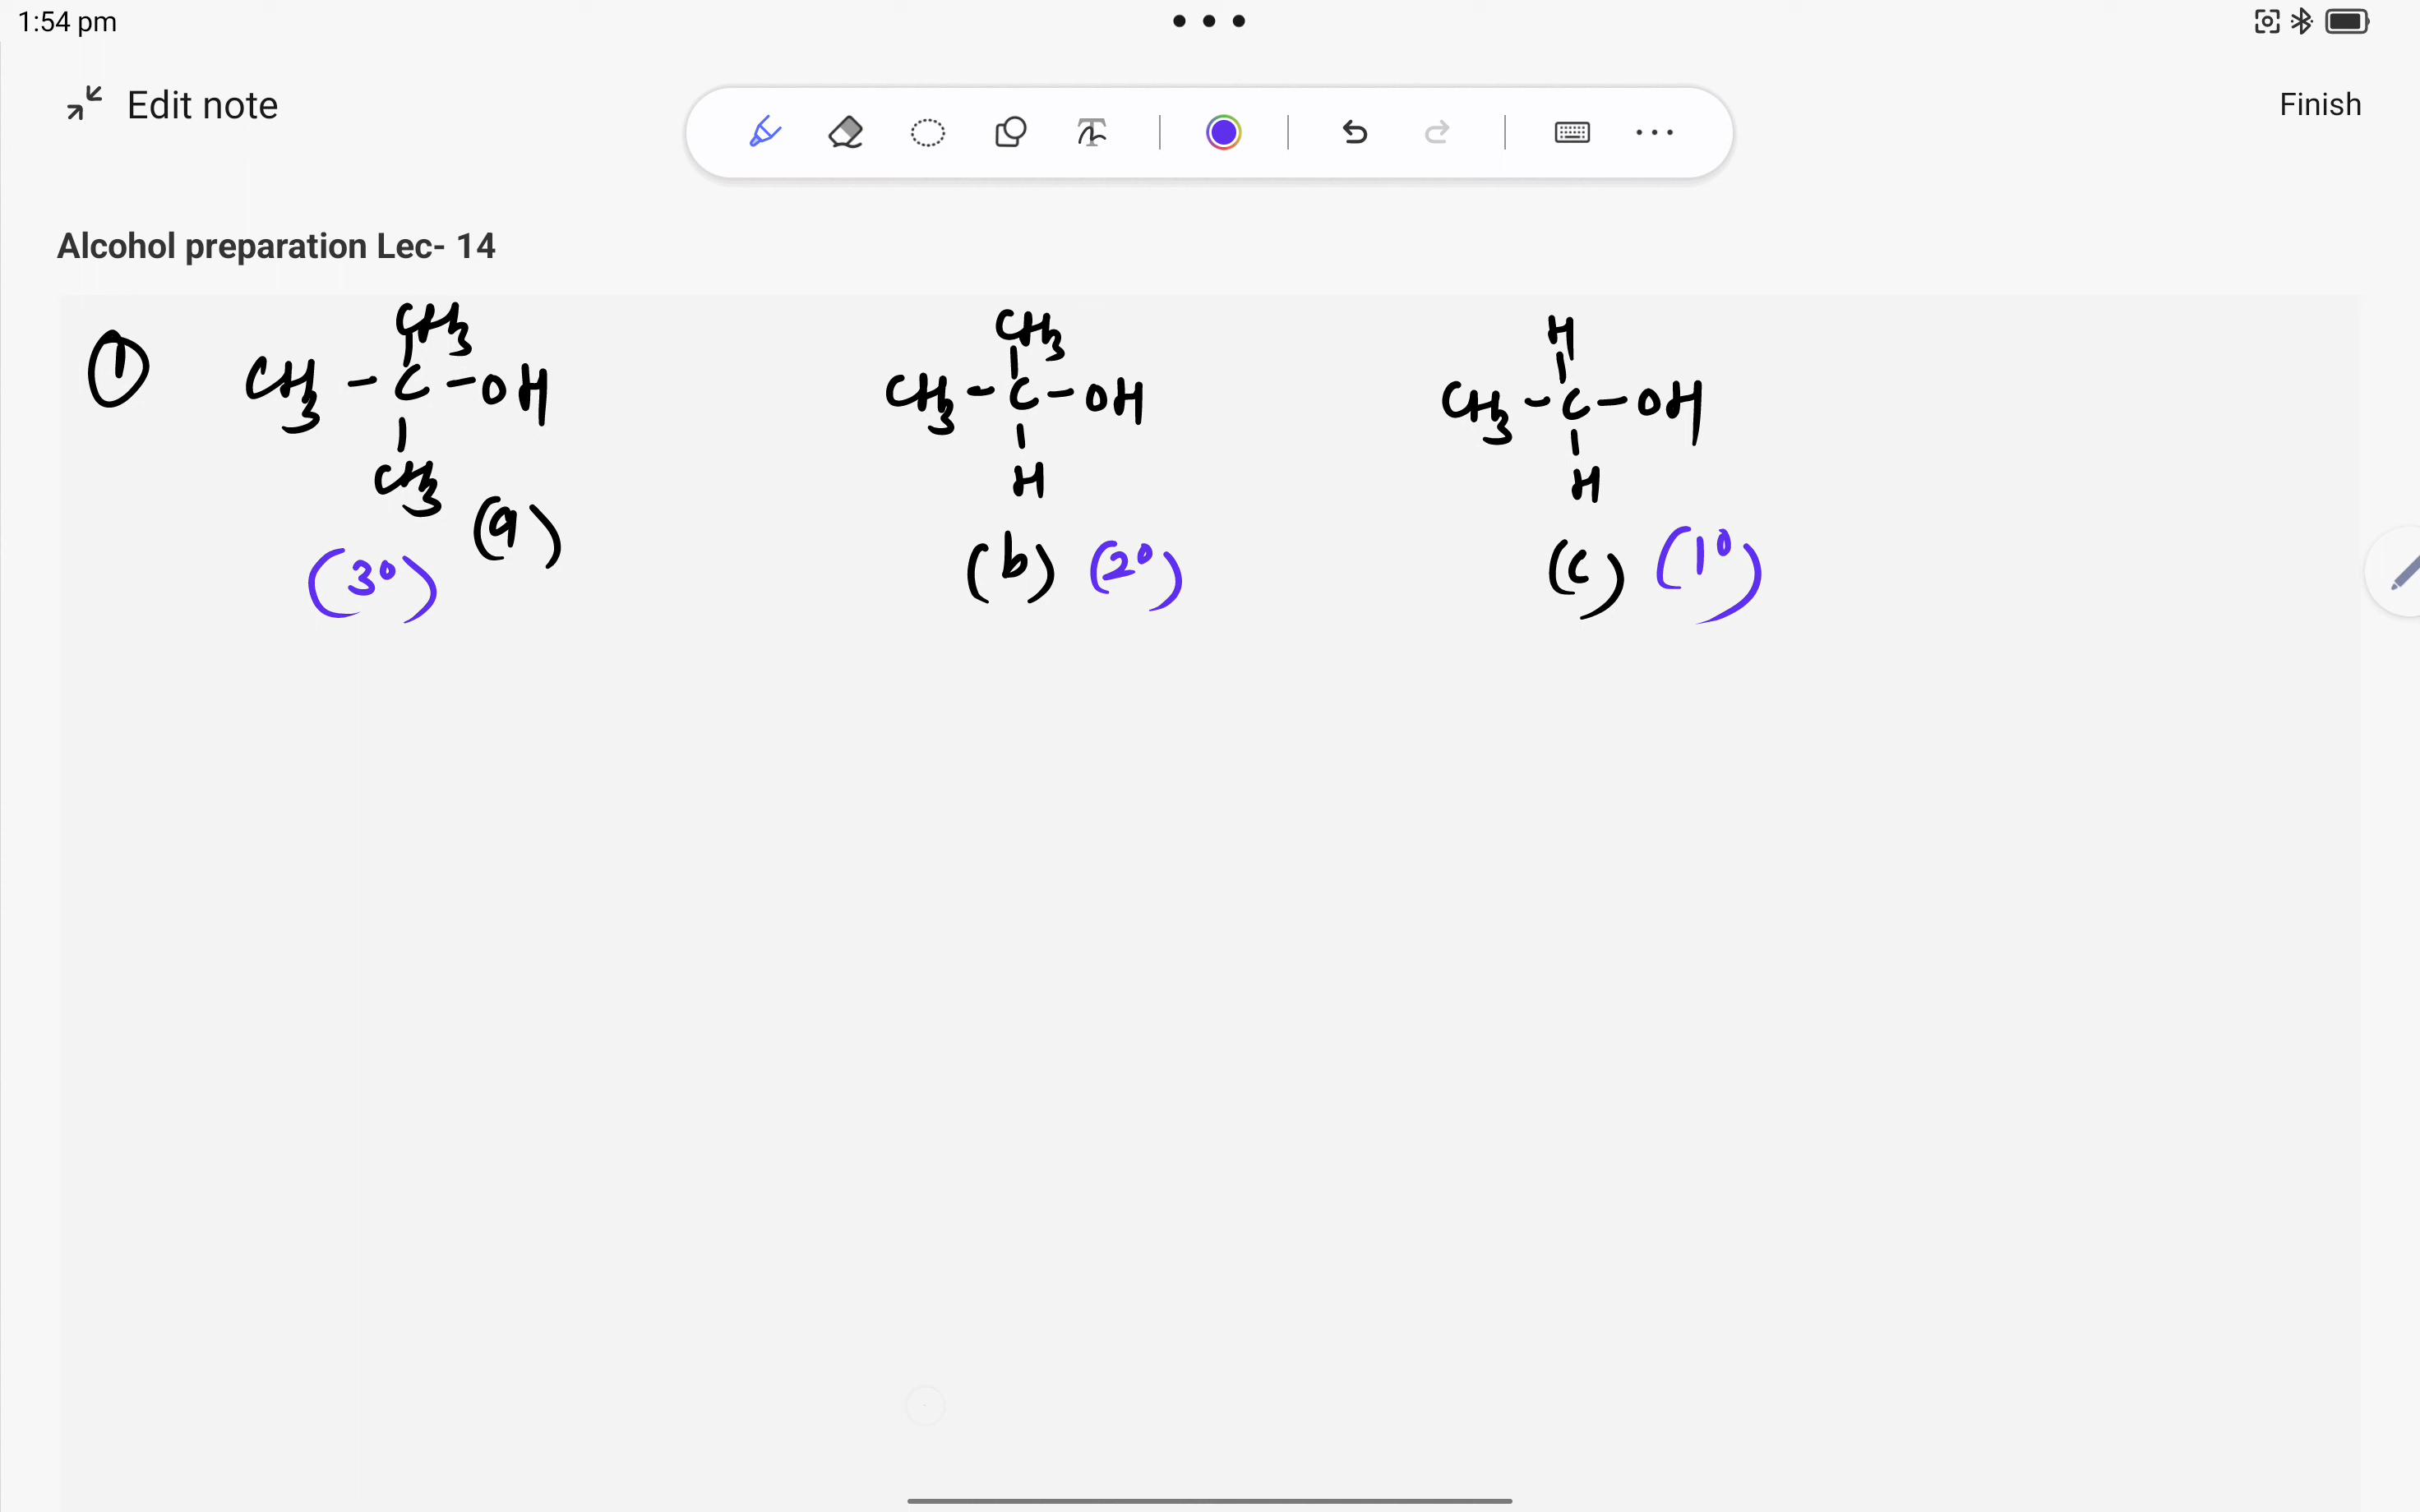 1:54 pm
Edit note
Finish
Alcohol preparation Lec- 14
① CH3 CH3 H
CH3 - C - OH CH3 - C - OH CH3 - C - OH
CH3 H H
(a)
(3°) (b) (2°) (c) (1°)